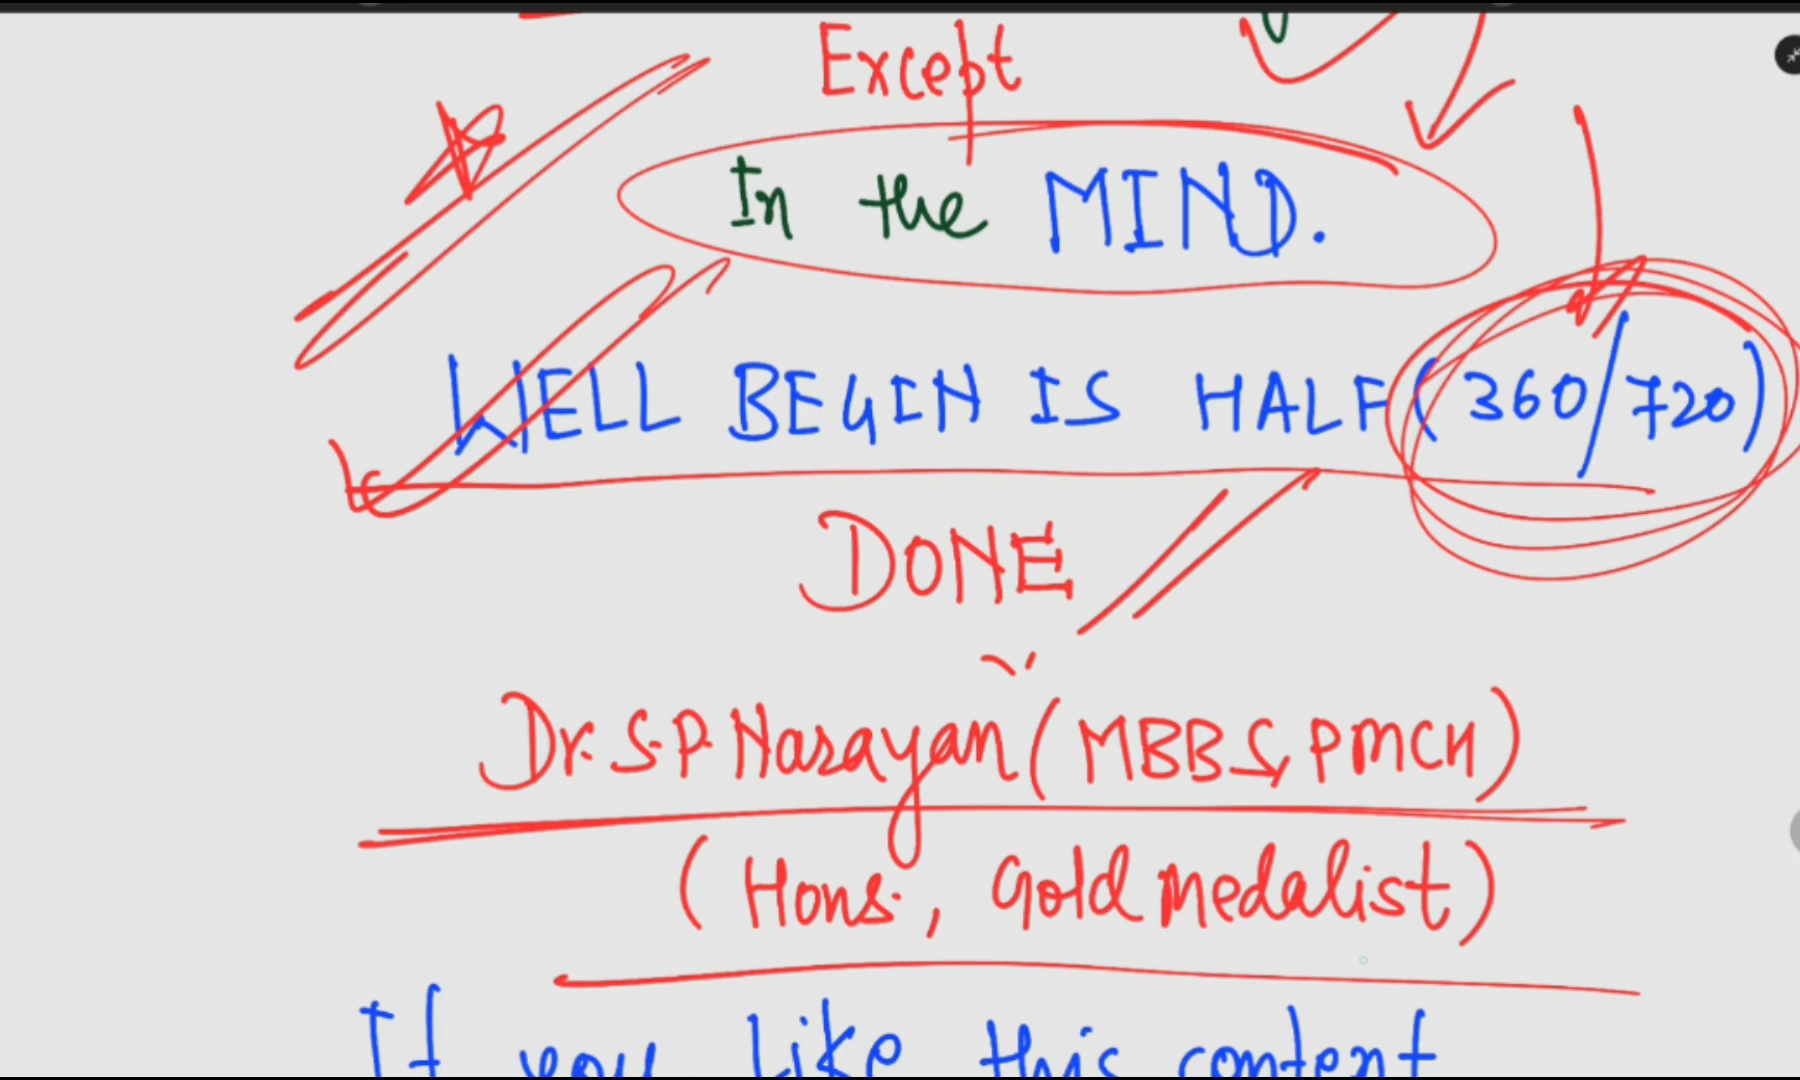 Except
In the MIND.
WELL BEGIN IS HALF (360/720)
DONE
Dr. S.P. Narayan (MBBS, PMCH)
(Hons., Gold Medalist)
If you like this content